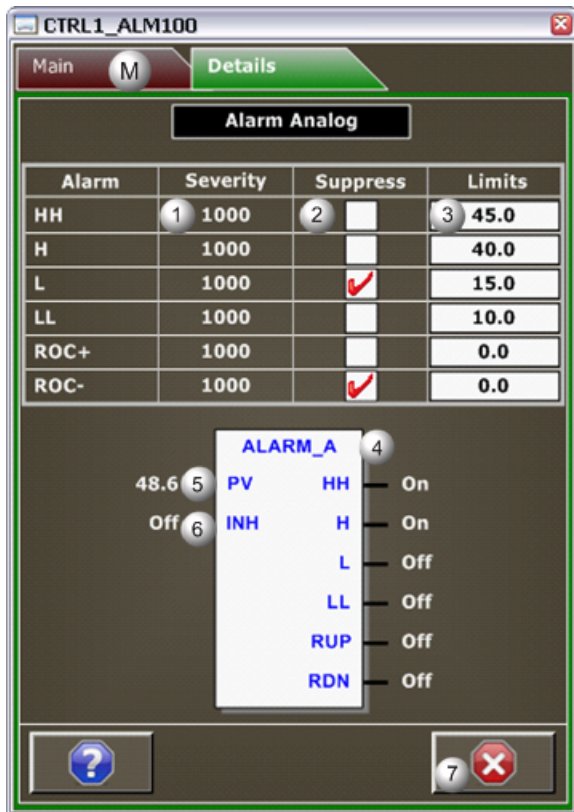 CTRL1_ALM100
Main M Details
Alarm Analog
Alarm Severity Suppress Limits
HH 1 1000 2 3 45.0
H 1000 40.0
L 1000 15.0
LL 1000 10.0
ROC+ 1000 0.0
ROC- 1000 0.0
ALARM_A 4
48.6 5 PV HH On
Off 6 INH H On
L Off
LL Off
RUP Off
RDN Off
? 7